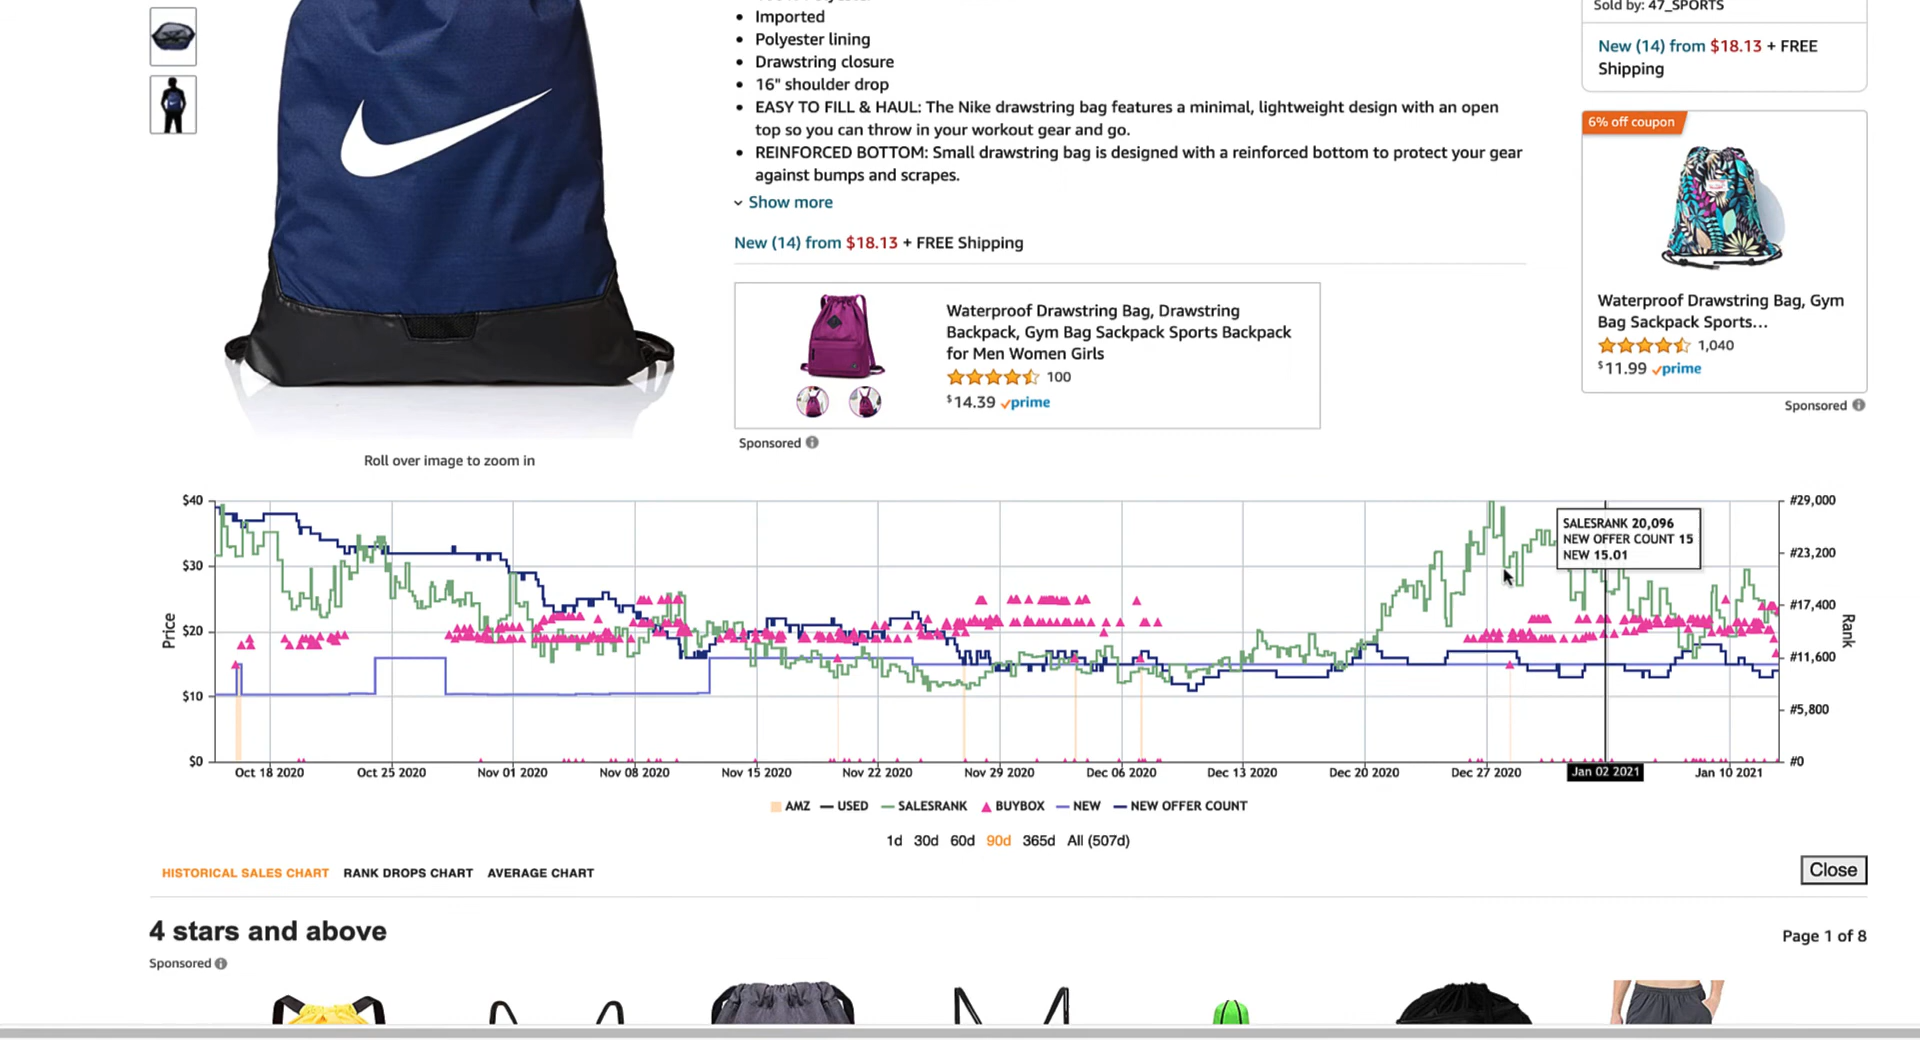 Sold by: 47_SPORTS
New (14) from $18.13 + FREE
Shipping
• Imported
• Polyester lining
• Drawstring closure
• 16" shoulder drop
• EASY TO FILL & HAUL: The Nike drawstring bag features a minimal, lightweight design with an open
top so you can throw in your workout gear and go.
• REINFORCED BOTTOM: Small drawstring bag is designed with a reinforced bottom to protect your gear
against bumps and scrapes.
Show more
New (14) from $18.13 + FREE Shipping
Waterproof Drawstring Bag, Drawstring
Backpack, Gym Bag Sackpack Sports Backpack
for Men Women Girls
100
$14.39 prime
Sponsored
6% off coupon
Waterproof Drawstring Bag, Gym
Bag Sackpack Sports...
1,040
$11.99 prime
Sponsored
Roll over image to zoom in
$40
$30
$20
$10
$0
Price
#29,000
#23,200
#17,400
#11,600
#5,800
#0
Rank
SALESRANK 20,096
NEW OFFER COUNT 15
NEW 15.01
Oct 18 2020 Oct 25 2020 Nov 01 2020 Nov 08 2020 Nov 15 2020 Nov 22 2020 Nov 29 2020 Dec 06 2020 Dec 13 2020 Dec 20 2020 Dec 27 2020 Jan 02 2021 Jan 10 2021
AMZ USED SALESRANK BUYBOX NEW NEW OFFER COUNT
1d 30d 60d 90d 365d All (507d)
HISTORICAL SALES CHART RANK DROPS CHART AVERAGE CHART
Close
4 stars and above
Page 1 of 8
Sponsored